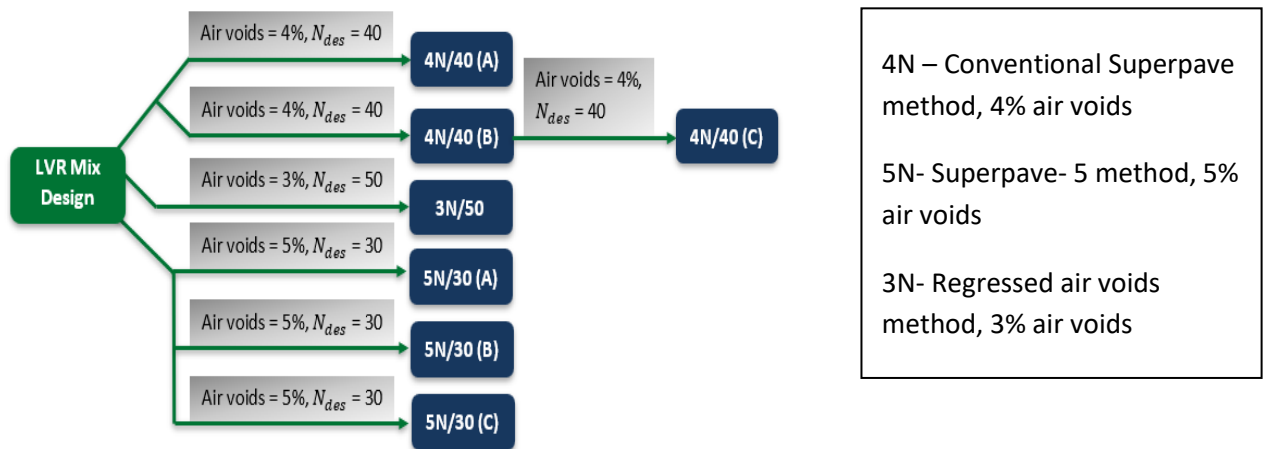 Air voids = 4%, N_des = 40
4N/40 (A)
Air voids = 4%, N_des = 40
4N/40 (B)
Air voids = 4%,
N_des = 40
4N/40 (C)
LVR Mix
Design
Air voids = 3%, N_des = 50
3N/50
Air voids = 5%, N_des = 30
5N/30 (A)
Air voids = 5%, N_des = 30
5N/30 (B)
Air voids = 5%, N_des = 30
5N/30 (C)
4N – Conventional Superpave
method, 4% air voids
5N- Superpave- 5 method, 5%
air voids
3N- Regressed air voids
method, 3% air voids